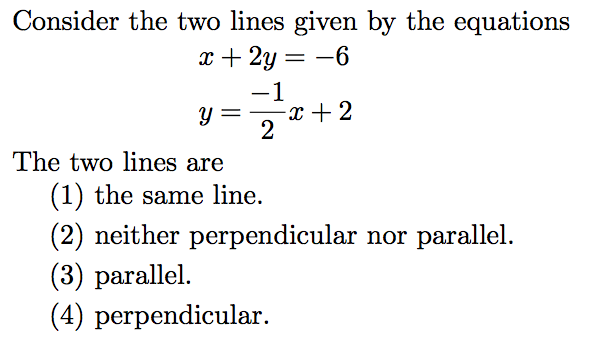 Consider the two lines given by the equations
x + 2y = −6
y = \frac{-1}{2}x + 2
The two lines are
(1) the same line.
(2) neither perpendicular nor parallel.
(3) parallel.
(4) perpendicular.